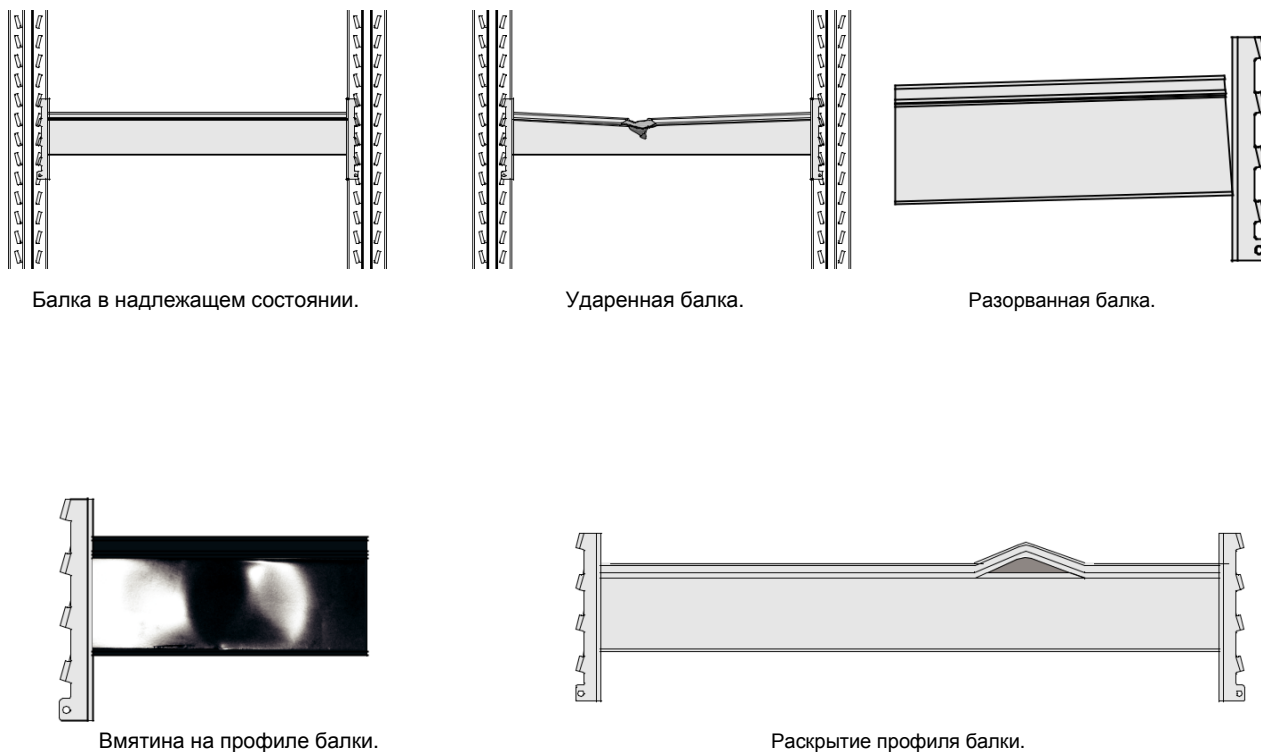 Балка в надлежащем состоянии.
Ударенная балка.
Разорванная балка.
Вмятина на профиле балки.
Раскрытие профиля балки.